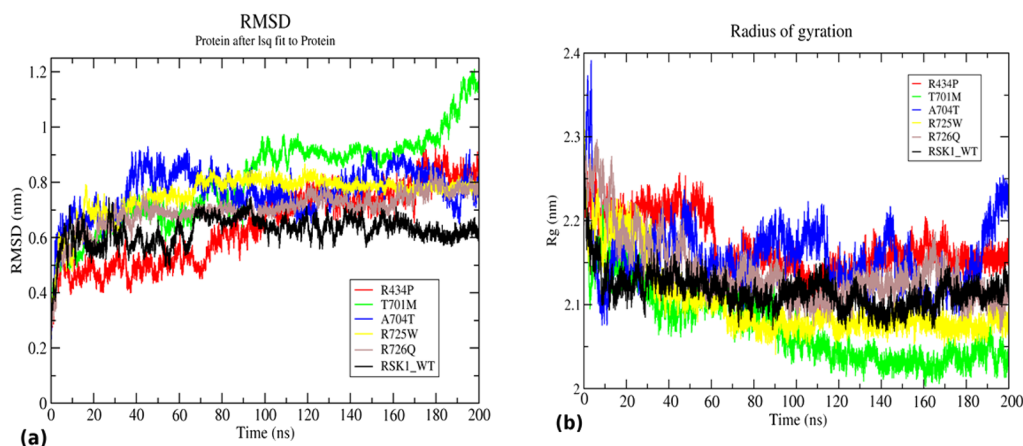 RMSD
Protein after lsq fit to Protein
RMSD (nm)
1.2
1
0.8
0.6
0.4
0.2
0
0 20 40 60 80 100 120 140 160 180 200
Time (ns)
R434P
T701M
A704T
R725W
R726Q
RSK1_WT
(a)
Radius of gyration
Rg (nm)
2.4
2.3
2.2
2.1
2
0 20 40 60 80 100 120 140 160 180 200
Time (ns)
R434P
T701M
A704T
R725W
R726Q
RSK1_WT
(b)